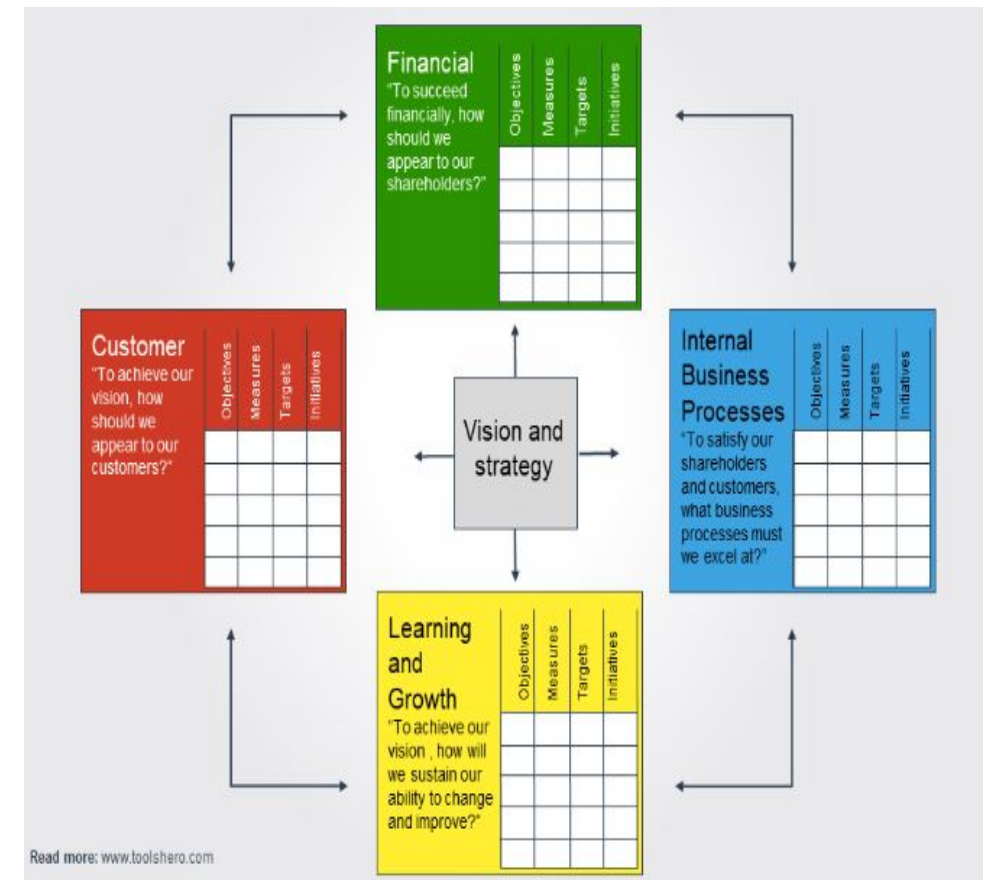 Financial
"To succeed
financially, how
should we
appear to our
shareholders?"
Objectives
Measures
Targets
Initiatives
Customer
"To achieve our
vision, how
should we
appear to our
customers?"
Objectives
Measures
Targets
Initiatives
Vision and
strategy
Internal
Business
Processes
"To satisfy our
shareholders
and customers,
what business
processes must
we excel at?"
Objectives
Measures
Targets
Initiatives
Learning
and
Growth
"To achieve our
vision , how will
we sustain our
ability to change
and improve?"
Objectives
Measures
Targets
Initiatives
Read more: www.toolshero.com